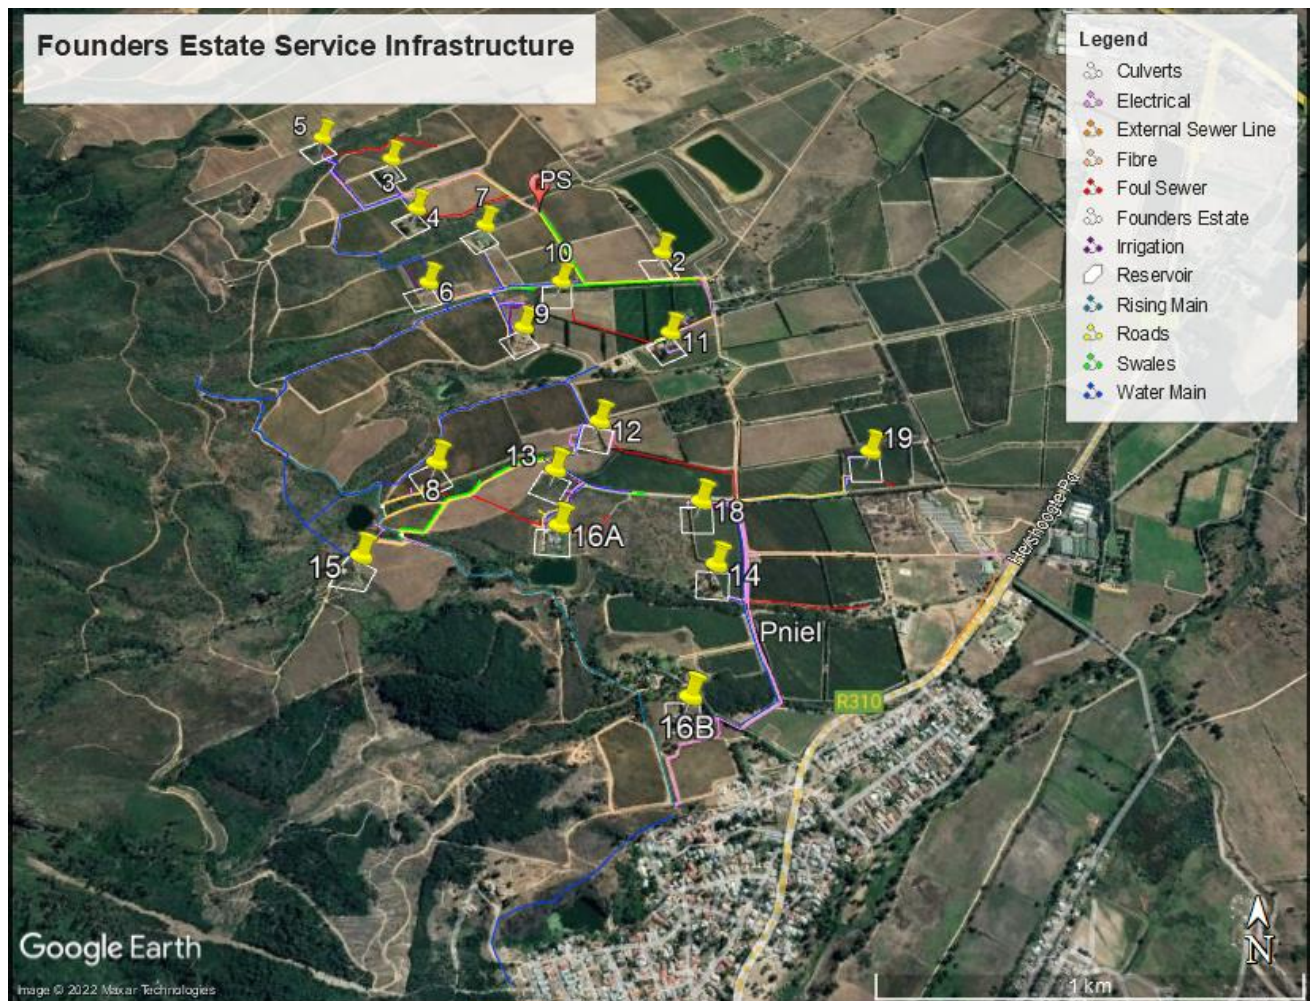 Founders Estate Service Infrastructure
Legend
Culverts
Electrical
External Sewer Line
Fibre
Foul Sewer
Founders Estate
Irrigation
Reservoir
Rising Main
Roads
Swales
Water Main
5
3
PS
4
7
10
2
6
9
11
12
19
13
8
18
16A
Helshoogte Rd
15
14
Pniel
R310
16B
Google Earth
N
Image © 2022 Maxar Technologies
1 km